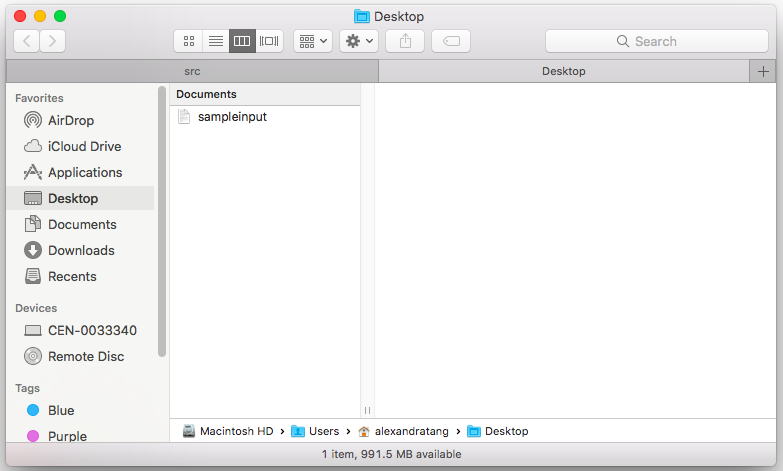 Desktop
Search
src
Desktop
Favorites
AirDrop
iCloud Drive
Applications
Desktop
Documents
Downloads
Recents
Devices
CEN-0033340
Remote Disc
Tags
Blue
Purple
Documents
sampleinput
Macintosh HD › Users › alexandratang › Desktop
1 item, 991.5 MB available